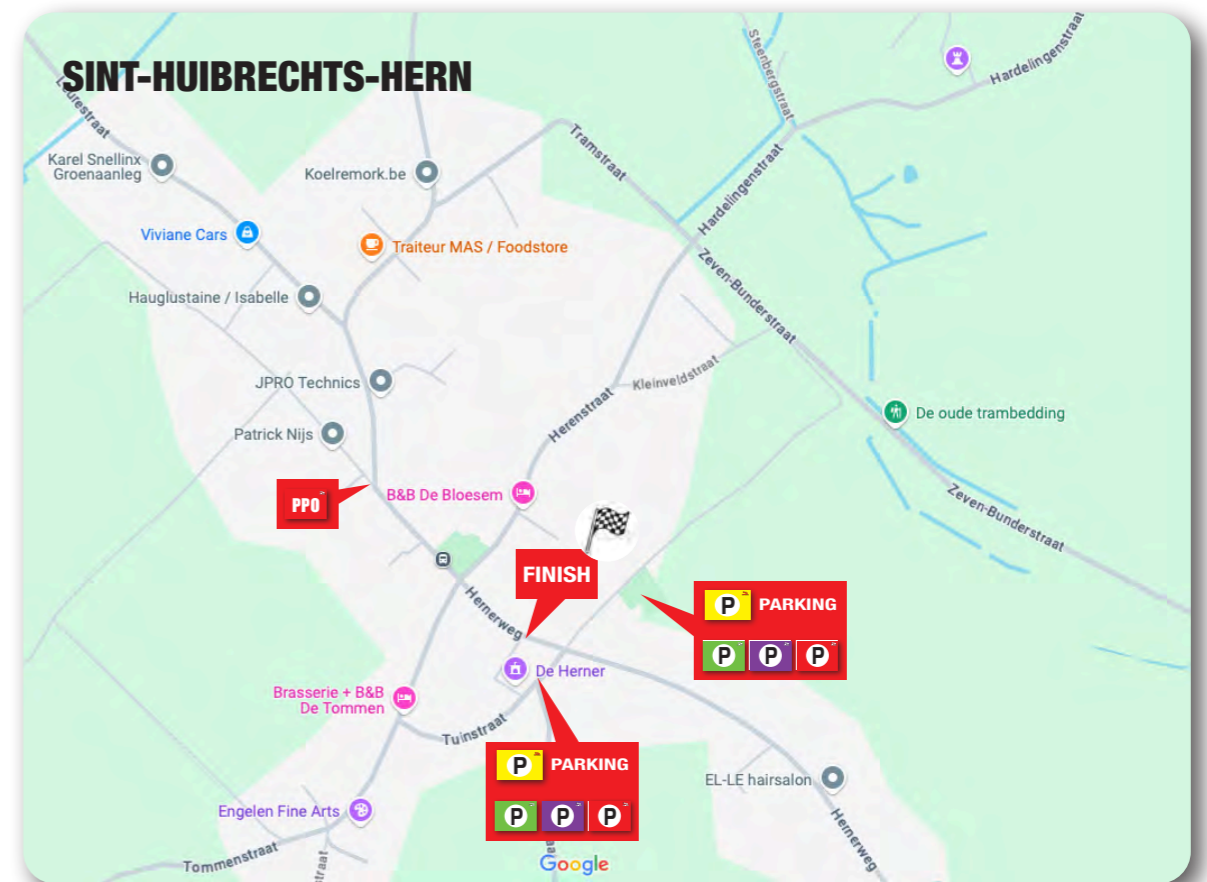 SINT-HUIBRECHTS-HERN
Steenbergstraat
Hardelingenstraat
Karel Snellinx
Groenaanleg
Koelremork.be
Tramstraat
Hardelingenstraat
Viviane Cars
Traiteur MAS / Foodstore
Zeven-Bunderstraat
Hauglustaine / Isabelle
JPRO Technics
Kleinveldstraat
Herenstraat
De oude trambedding
Patrick Nijs
PPO
B&B De Bloesem
Zeven-Bunderstraat
FINISH
Hernerweg
P PARKING
P P P
De Herner
Brasserie + B&B
De Tommen
Tuinstraat
P PARKING
P P P
EL-LE hairsalon
Engelen Fine Arts
Hernerweg
Tommenstraat
Google